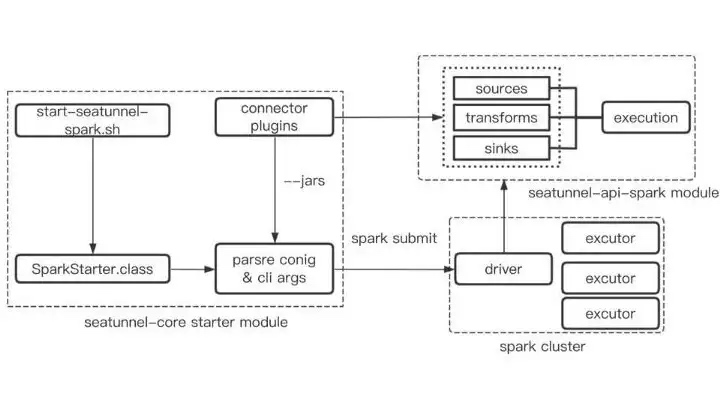 start-seatunnel-
spark.sh
connector
plugins
sources
transforms
sinks
execution
seatunnel-api-spark module
--jars
SparkStarter.class
parsre conig
& cli args
spark submit
driver
excutor
excutor
excutor
seatunnel-core starter module
spark cluster